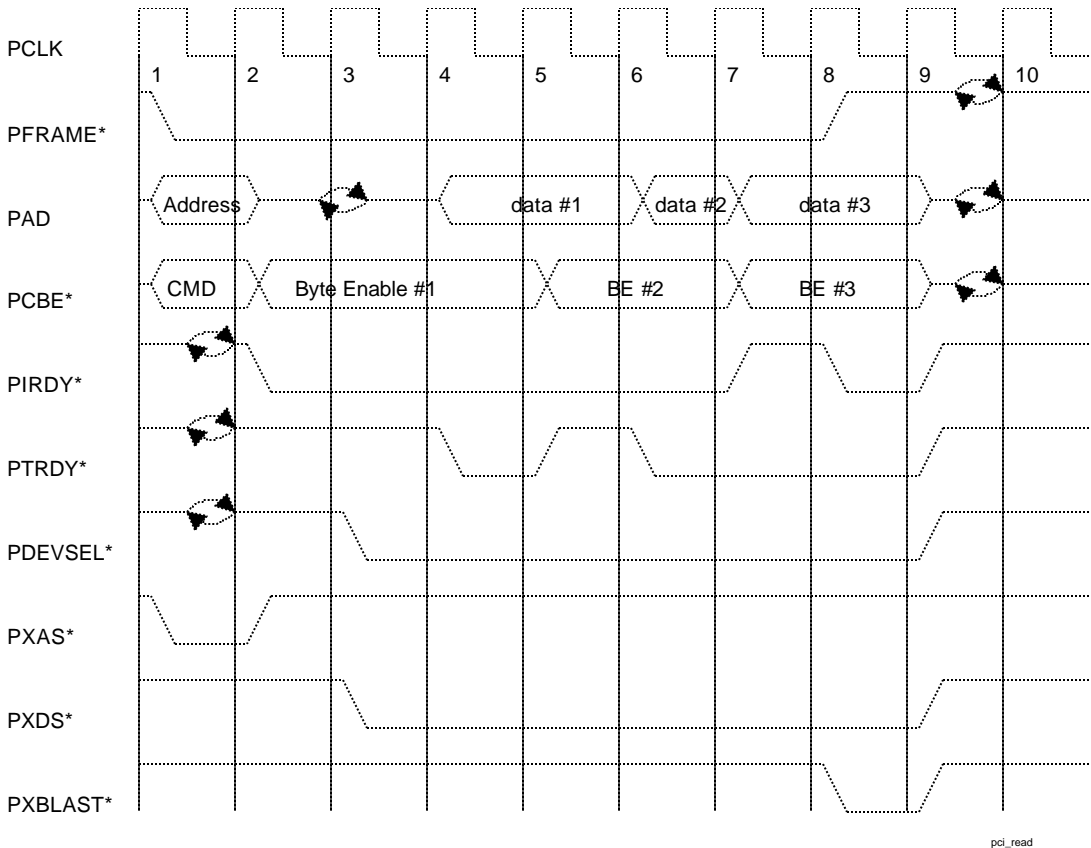 PCLK
1 2 3 4 5 6 7 8 9 10
PFRAME*
PAD Address data #1 data #2 data #3
PCBE* CMD Byte Enable #1 BE #2 BE #3
PIRDY*
PTRDY*
PDEVSEL*
PXAS*
PXDS*
PXBLAST*
pci_read